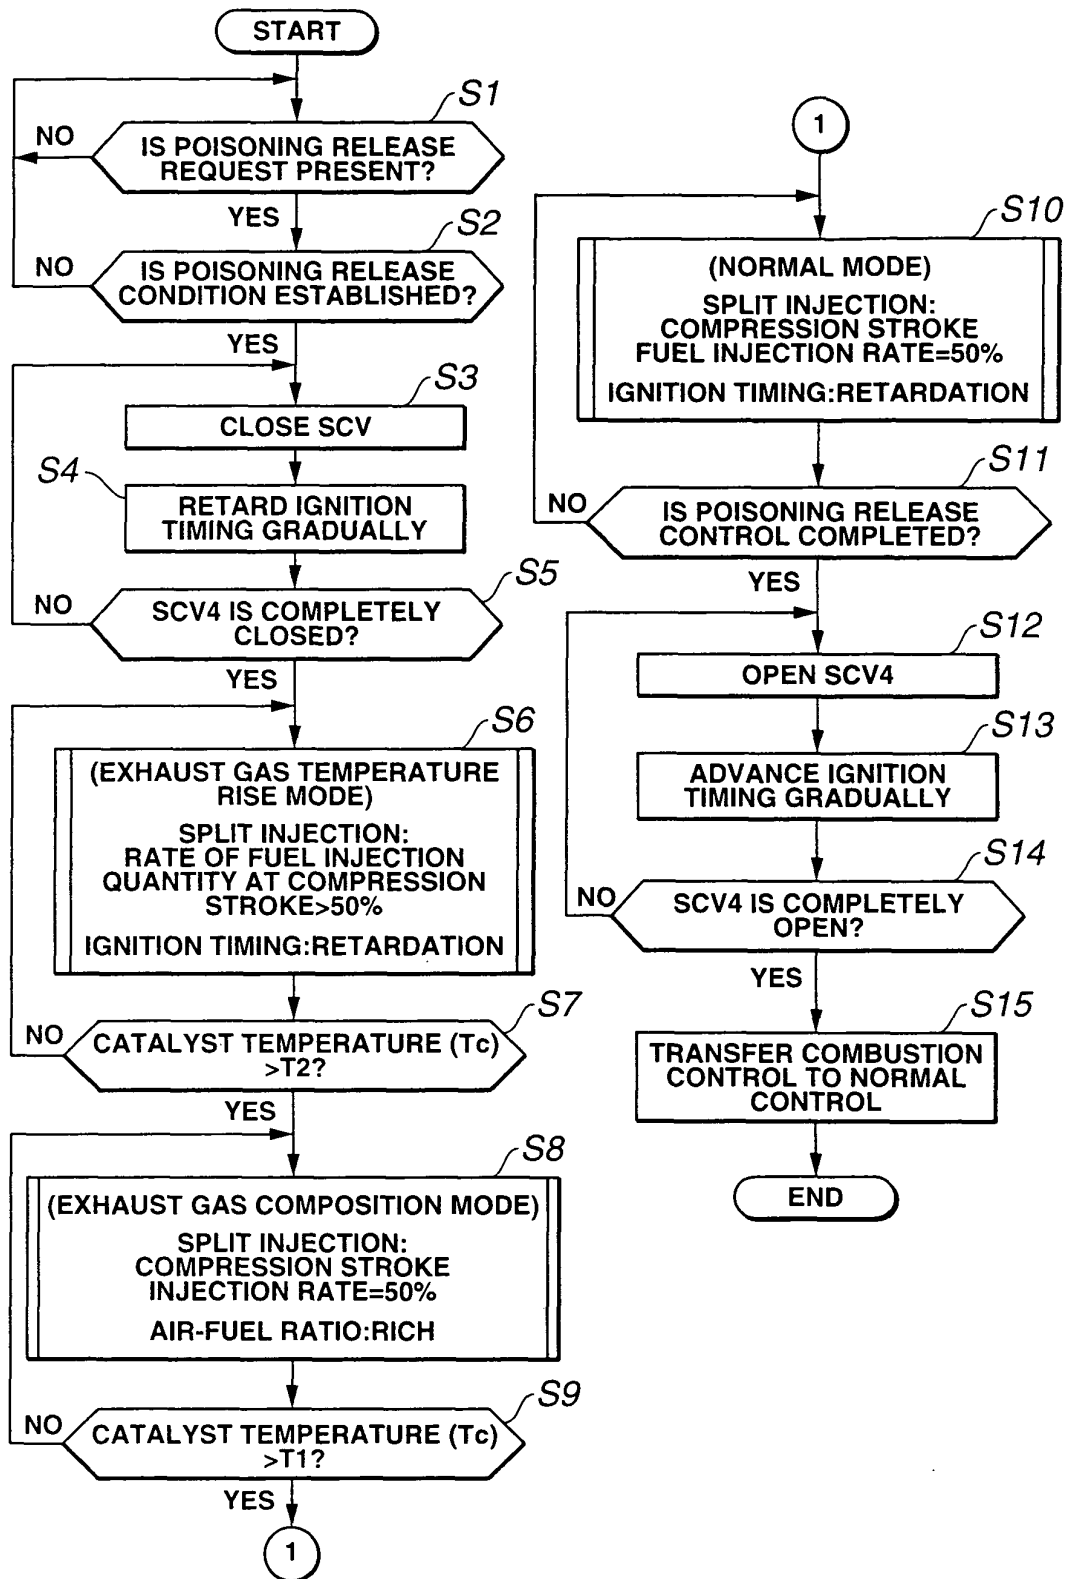 START
S1
NO
IS POISONING RELEASE
REQUEST PRESENT?
YES
S2
NO
IS POISONING RELEASE
CONDITION ESTABLISHED?
YES
S3
CLOSE SCV
S4
RETARD IGNITION
TIMING GRADUALLY
S5
NO
SCV4 IS COMPLETELY
CLOSED?
YES
S6
(EXHAUST GAS TEMPERATURE
RISE MODE)
SPLIT INJECTION:
RATE OF FUEL INJECTION
QUANTITY AT COMPRESSION
STROKE>50%
IGNITION TIMING:RETARDATION
S7
NO
CATALYST TEMPERATURE (Tc)
>T2?
YES
S8
(EXHAUST GAS COMPOSITION MODE)
SPLIT INJECTION:
COMPRESSION STROKE
INJECTION RATE=50%
AIR-FUEL RATIO:RICH
S9
NO
CATALYST TEMPERATURE (Tc)
>T1?
YES
1
1
S10
(NORMAL MODE)
SPLIT INJECTION:
COMPRESSION STROKE
FUEL INJECTION RATE=50%
IGNITION TIMING:RETARDATION
S11
NO
IS POISONING RELEASE
CONTROL COMPLETED?
YES
S12
OPEN SCV4
S13
ADVANCE IGNITION
TIMING GRADUALLY
S14
NO
SCV4 IS COMPLETELY
OPEN?
YES
S15
TRANSFER COMBUSTION
CONTROL TO NORMAL
CONTROL
END